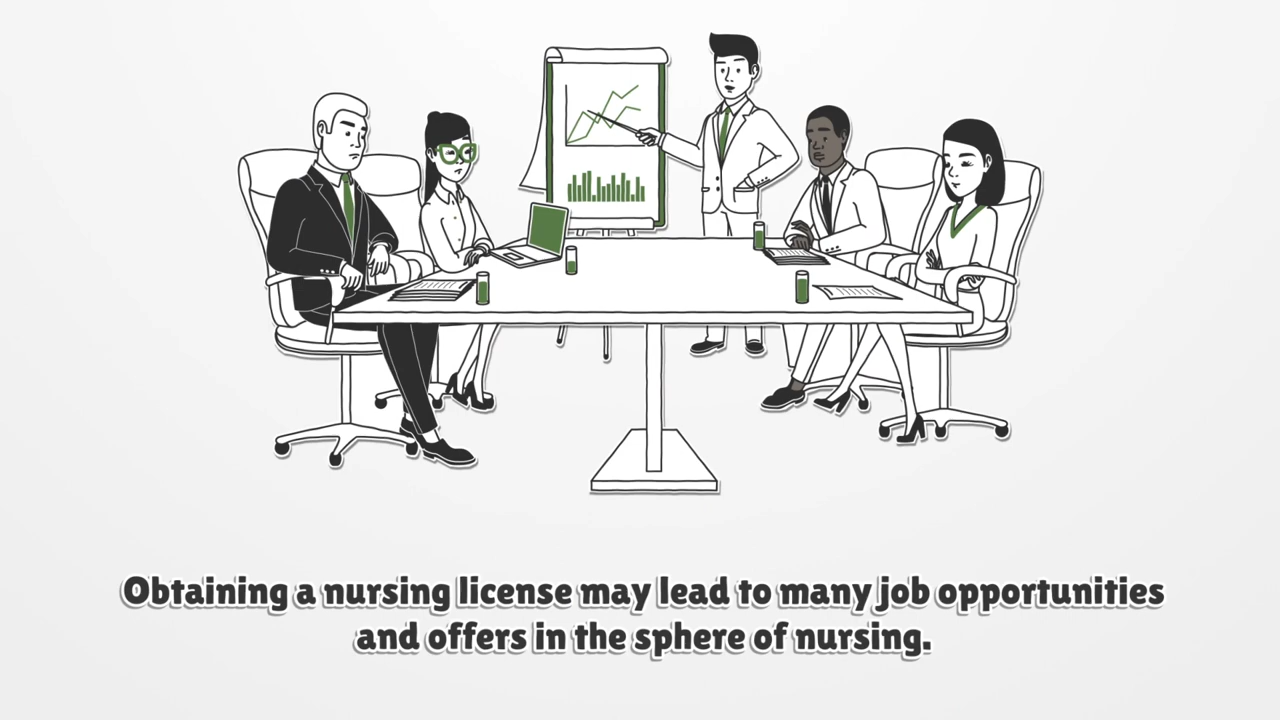 Obtaining a nursing license may lead to many job opportunities
and offers in the sphere of nursing.